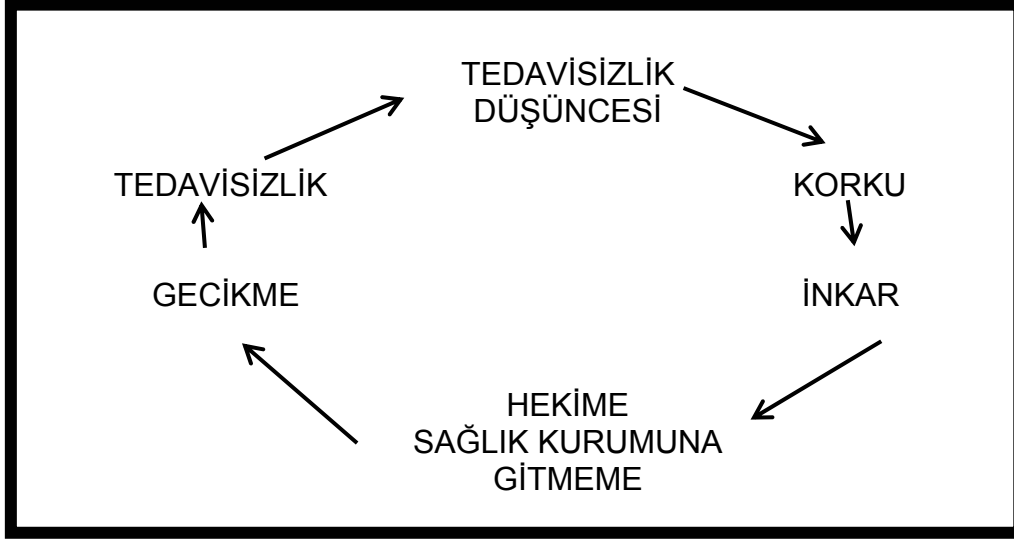 TEDAVİSİZLİK
DÜŞÜNCESİ
TEDAVİSİZLİK
KORKU
GECİKME
İNKAR
HEKİME
SAĞLIK KURUMUNA
GİTMEME